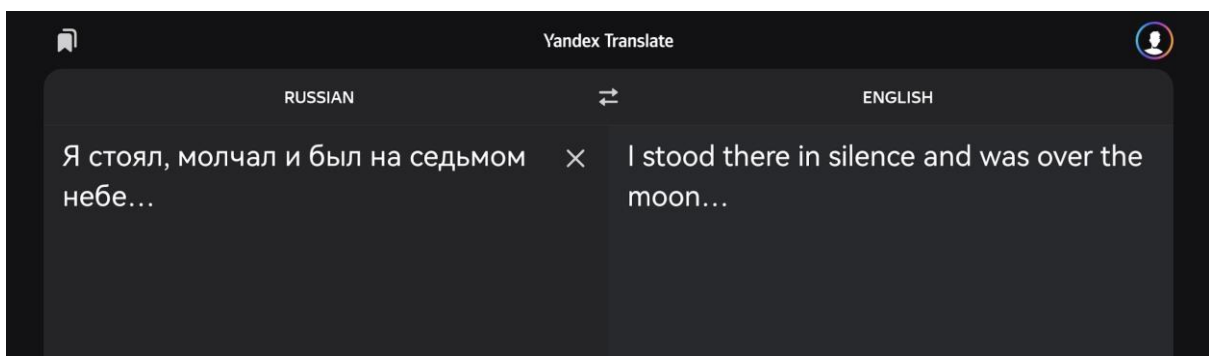 Yandex Translate
RUSSIAN
ENGLISH
Я стоял, молчал и был на седьмом
небе...
I stood there in silence and was over the
moon...